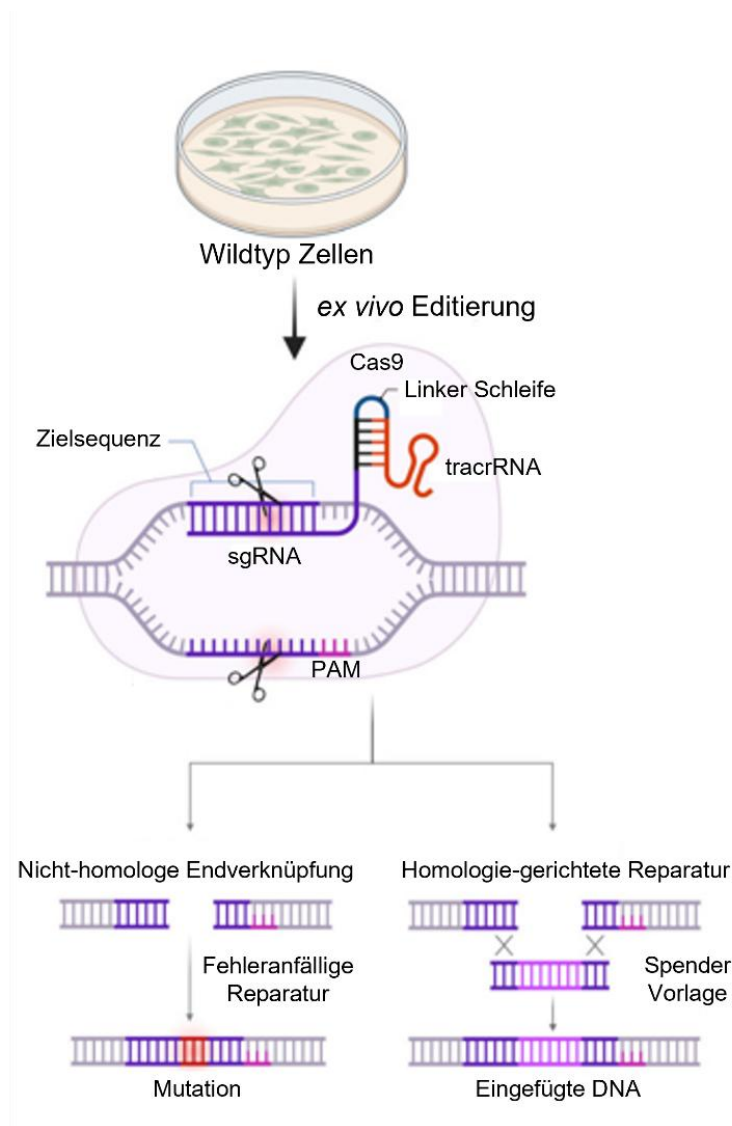 Wildtyp Zellen
ex vivo Editierung
Cas9
Linker Schleife
Zielsequenz
tracrRNA
sgRNA
PAM
Nicht-homologe Endverknüpfung
Homologie-gerichtete Reparatur
Fehleranfällige
Reparatur
Spender
Vorlage
Mutation
Eingefügte DNA